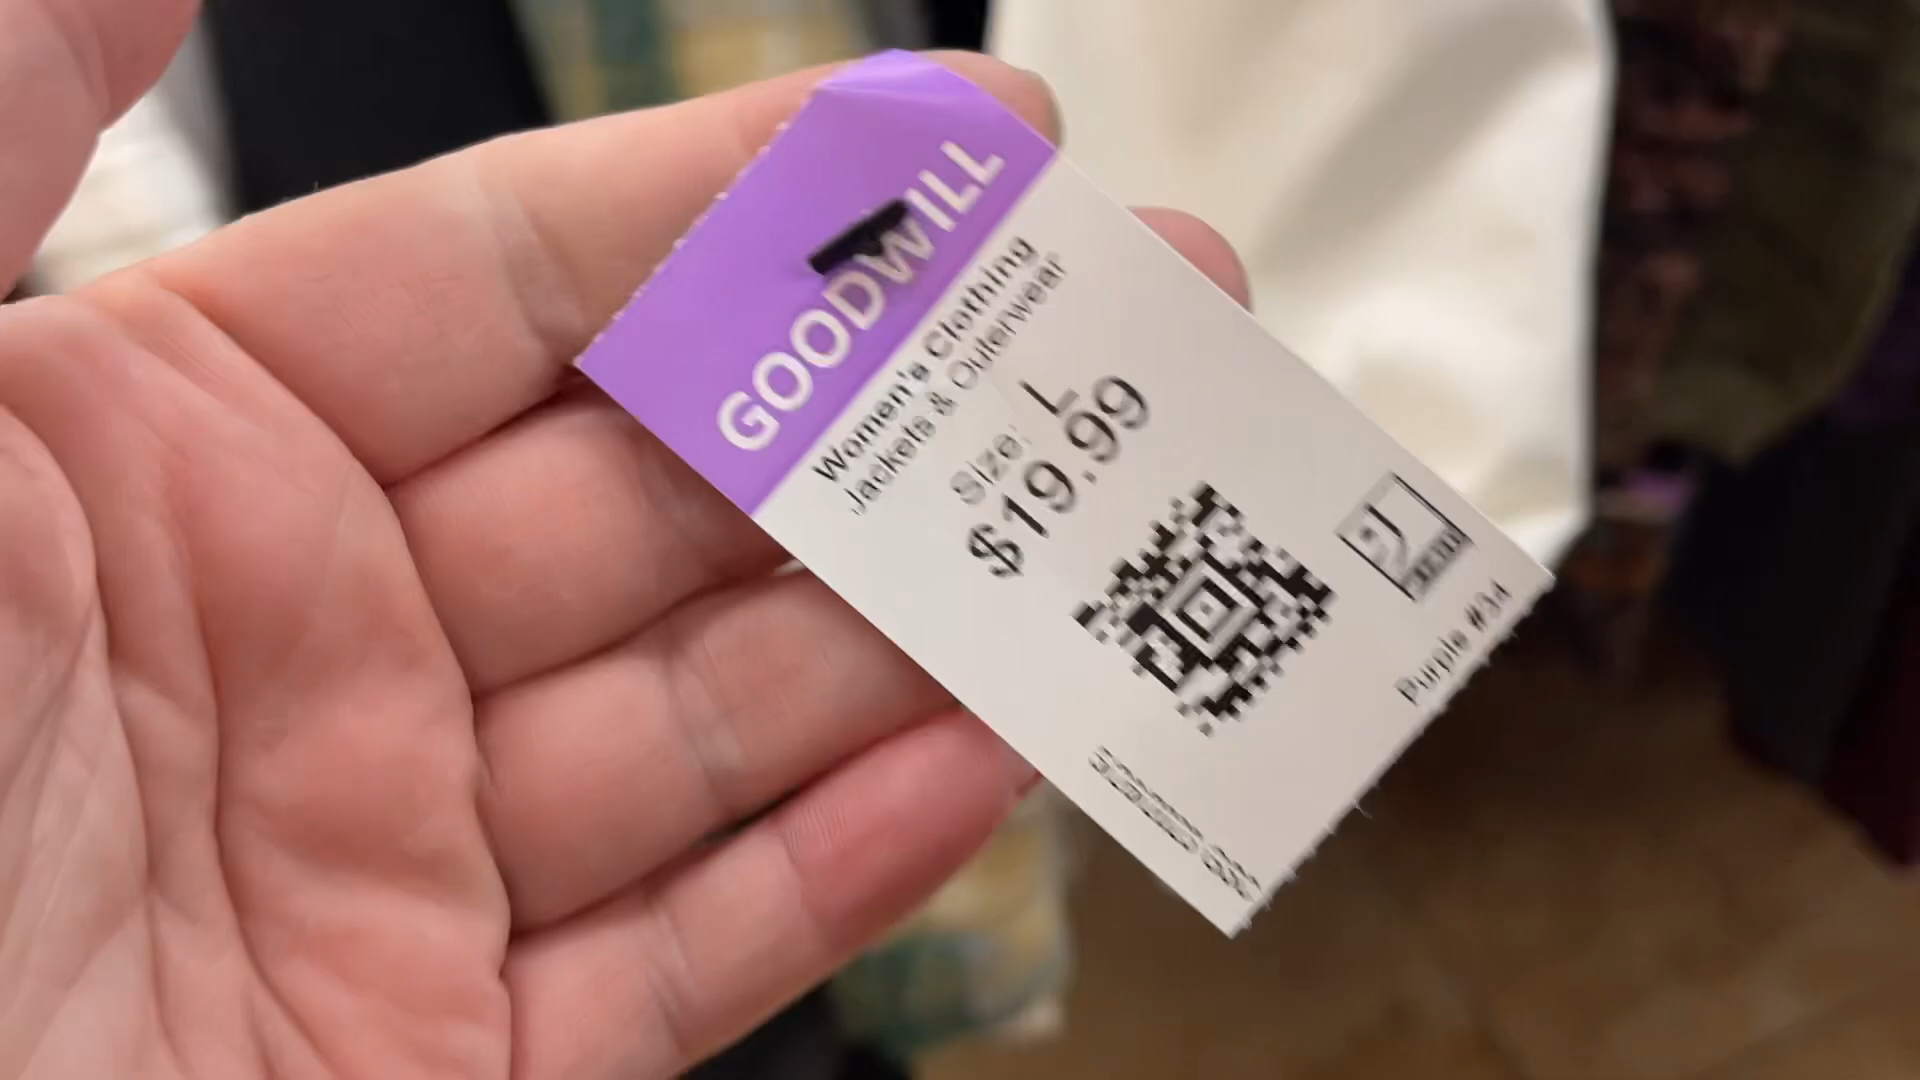 GOODWILL
Women's Clothing
Jackets & Outerwear
Size: L
$19.99
Purple #34